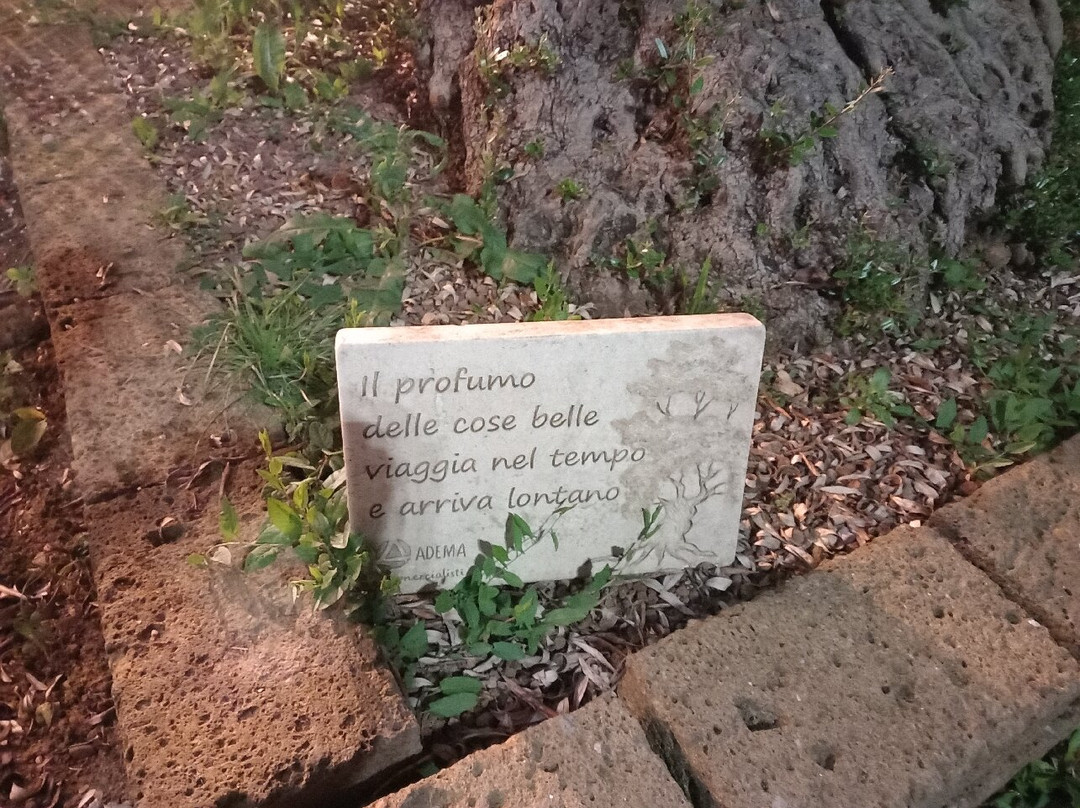 Il profumo
delle cose belle
viaggia nel tempo
e arriva lontano
ADEMA